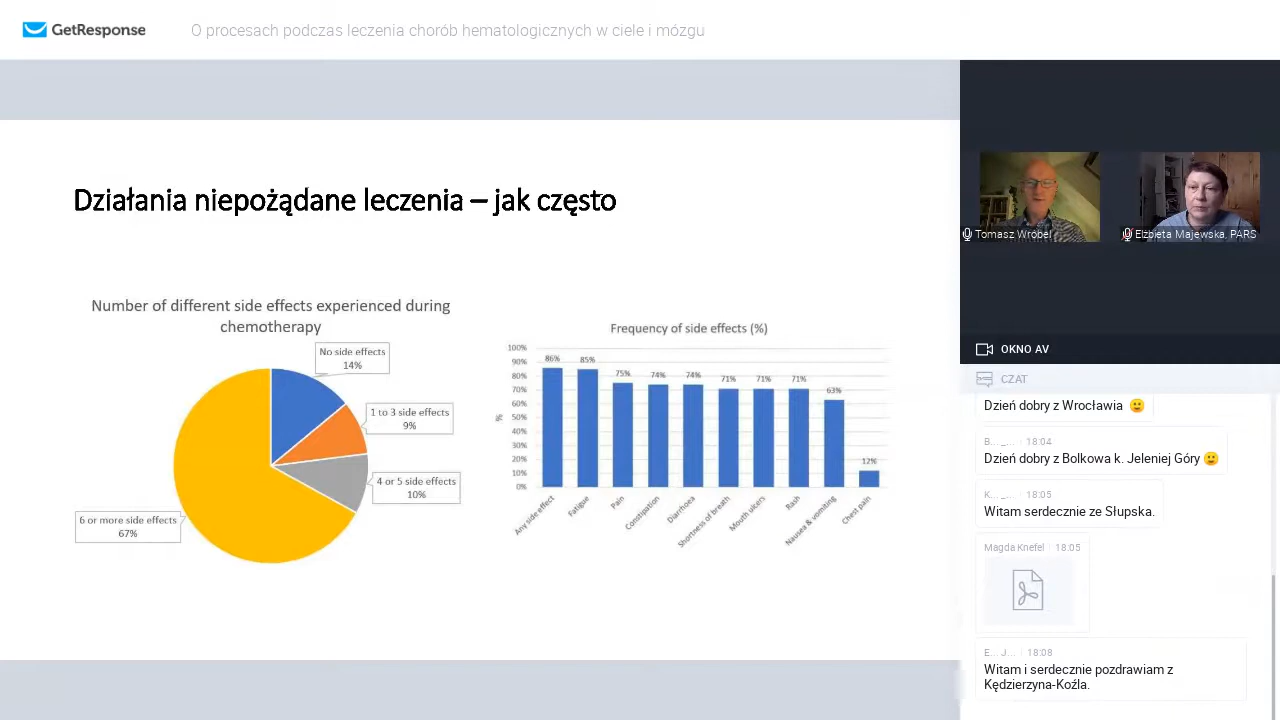 GetResponse
O procesach podczas leczenia chorób hematologicznych w ciele i mózgu
Działania niepożądane leczenia – jak często
Number of different side effects experienced during
chemotherapy
No side effects
14%
1 to 3 side effects
9%
4 or 5 side effects
10%
6 or more side effects
67%
Frequency of side effects (%)
%
100%
90%
80%
70%
60%
50%
40%
30%
20%
10%
0%
86%
85%
75%
74%
74%
71%
71%
71%
63%
12%
Any side effect
Fatigue
Pain
Constipation
Diarrhoea
Shortness of breath
Mouth ulcers
Rash
Nausea & vomiting
Chest pain
Tomasz Wróbel
Elżbieta Majewska, PARS
OKNO AV
CZAT
Dzień dobry z Wrocławia 🙂
B... _... 18:04
Dzień dobry z Bolkowa k. Jeleniej Góry 🙂
K... _... 18:05
Witam serdecznie ze Słupska.
Magda Knefel 18:05
E... J... 18:08
Witam i serdecznie pozdrawiam z
Kędzierzyna-Koźla.